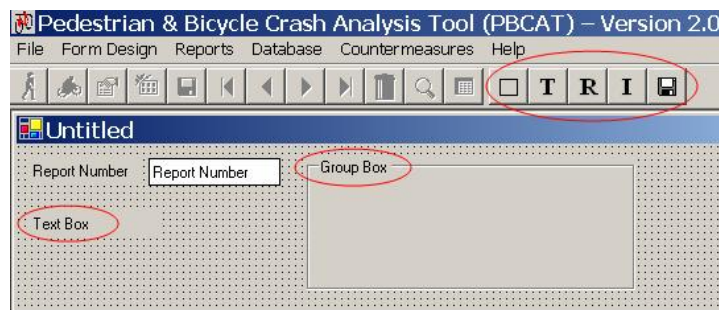 Pedestrian & Bicycle Crash Analysis Tool (PBCAT) – Version 2.0
File Form Design Reports Database Countermeasures Help
T R I
Untitled
Report Number Report Number Group Box
Text Box